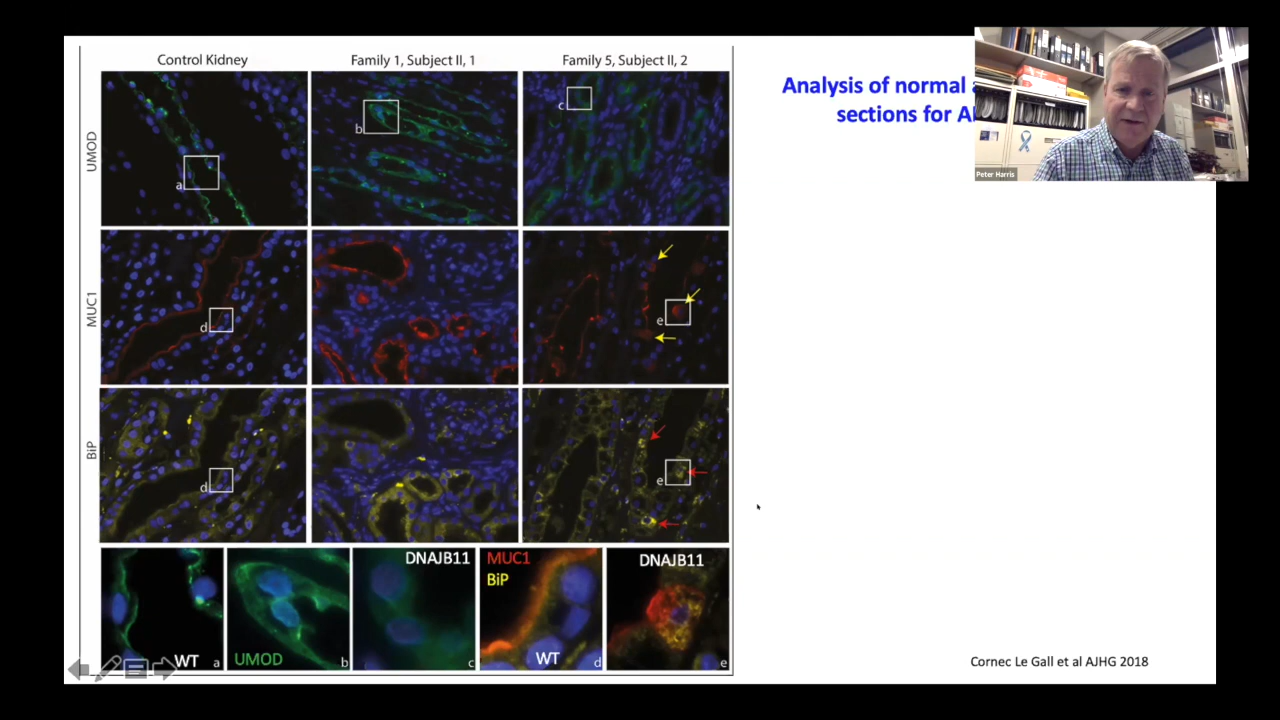 Control Kidney
Family 1, Subject II, 1
Family 5, Subject II, 2
Analysis of normal
sections for
Peter Harris
UMOD
a
b
c
MUC1
d
e
BiP
d
e
WT
a
UMOD
b
DNAJB11
c
MUC1
BiP
WT
d
DNAJB11
e
Cornec Le Gall et al AJHG 2018